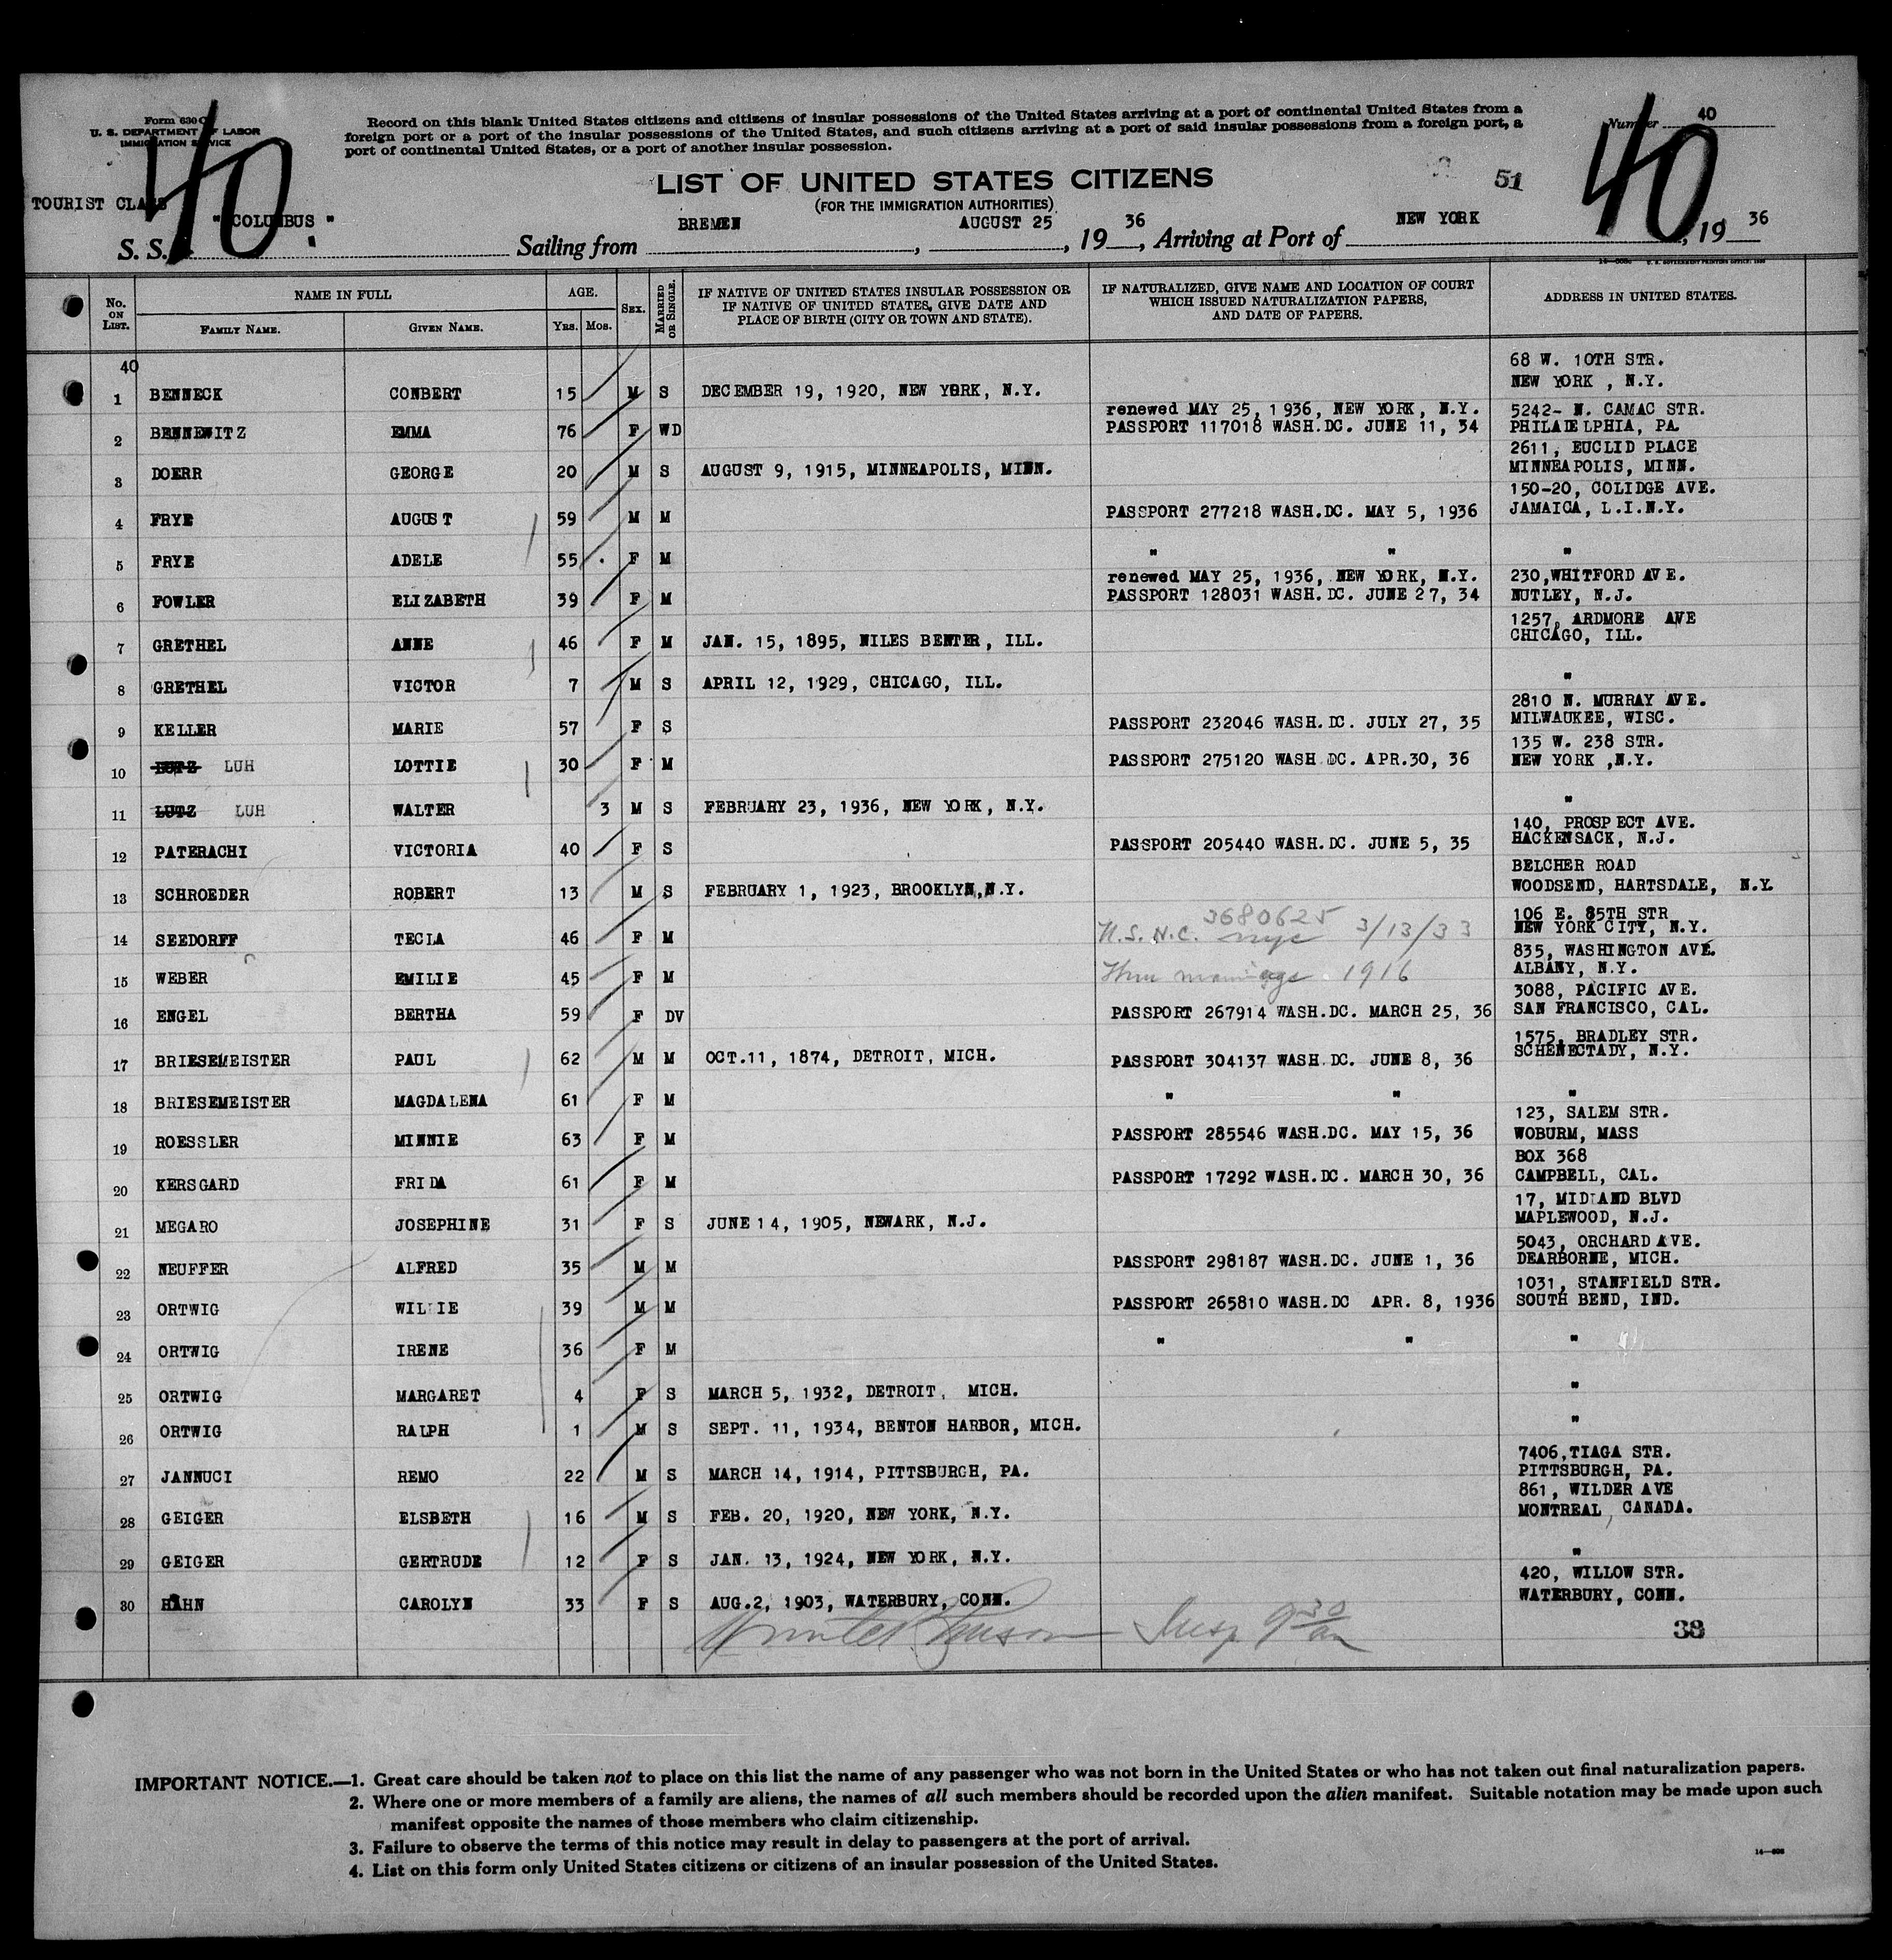 Form 630 C
U. S. DEPARTMENT OF LABOR
IMMIGRATION SERVICE
Record on this blank United States citizens and citizens of insular possessions of the United States arriving at a port of continental United States from a
foreign port or a port of the insular possessions of the United States, and such citizens arriving at a port of said insular possessions from a foreign port, a
port of continental United States, or a port of another insular possession.
Number 40
40
40
LIST OF UNITED STATES CITIZENS
(FOR THE IMMIGRATION AUTHORITIES)
51
TOURIST CLASS
S. S. "COLUMBUS" Sailing from BREMEN, AUGUST 25, 1936, Arriving at Port of NEW YORK, 1936
No. ON LIST. NAME IN FULL FAMILY NAME. GIVEN NAME. AGE. YRS. MOS. SEX. MARRIED OR SINGLE. IF NATIVE OF UNITED STATES INSULAR POSSESSION OR IF NATIVE OF UNITED STATES, GIVE DATE AND PLACE OF BIRTH (CITY OR TOWN AND STATE). IF NATURALIZED, GIVE NAME AND LOCATION OF COURT WHICH ISSUED NATURALIZATION PAPERS, AND DATE OF PAPERS. ADDRESS IN UNITED STATES.
40
68 W. 10TH STR.
1 BENNECK CONBERT 15 M S DECEMBER 19, 1920, NEW YORK, N.Y. NEW YORK , N.Y.
renewed MAY 25, 1936, NEW YORK, N.Y. 5242- N. CAMAC STR.
2 BENNEWITZ EMMA 76 F WD PASSPORT 117018 WASH.DC. JUNE 11, 34 PHILADELPHIA, PA.
2611, EUCLID PLACE
3 DOERR GEORGE 20 M S AUGUST 9, 1915, MINNEAPOLIS, MINN. MINNEAPOLIS, MINN.
150-20, COLIDGE AVE.
4 FRYE AUGUST 59 M M PASSPORT 277218 WASH.DC. MAY 5, 1936 JAMAICA, L.I.N.Y.
5 FRYE ADELE 55 F M " " "
renewed MAY 25, 1936, NEW YORK, N.Y. 230,WHITFORD AVE.
6 FOWLER ELIZABETH 39 F M PASSPORT 128031 WASH.DC. JUNE 27, 34 NUTLEY, N.J.
1257, ARDMORE AVE
7 GRETHEL ANNE 46 F M JAN. 15, 1895, NILES BENTER, ILL. CHICAGO, ILL.
8 GRETHEL VICTOR 7 M S APRIL 12, 1929, CHICAGO, ILL. "
2810 N. MURRAY AVE.
9 KELLER MARIE 57 F S PASSPORT 232046 WASH.DC. JULY 27, 35 MILWAUKEE, WISC.
135 W. 238 STR.
10 LUTZ LUH LOTTIE 30 F M PASSPORT 275120 WASH.DC. APR.30, 36 NEW YORK ,N.Y.
11 LUTZ LUH WALTER 3 M S FEBRUARY 23, 1936, NEW YORK, N.Y. "
140, PROSPECT AVE.
12 PATERACHI VICTORIA 40 F S PASSPORT 205440 WASH.DC. JUNE 5, 35 HACKENSACK, N.J.
BELCHER ROAD
13 SCHROEDER ROBERT 13 M S FEBRUARY 1, 1923, BROOKLYN,N.Y. WOODSEND, HARTSDALE, N.Y.
3680625 106 E. 85TH STR
14 SEEDORFF TECLA 46 F M U.S.N.C. nyc 3/13/33 NEW YORK CITY, N.Y.
835, WASHINGTON AVE.
15 WEBER EMILIE 45 F M Thru marriage 1916 ALBANY, N.Y.
3088, PACIFIC AVE.
16 ENGEL BERTHA 59 F DV PASSPORT 267914 WASH.DC. MARCH 25, 36 SAN FRANCISCO, CAL.
1575, BRADLEY STR.
17 BRIESEMEISTER PAUL 62 M M OCT.11, 1874, DETROIT, MICH. PASSPORT 304137 WASH.DC. JUNE 8, 36 SCHENECTADY, N.Y.
18 BRIESEMEISTER MAGDALENA 61 F M " " "
123, SALEM STR.
19 ROESSLER MINNIE 63 F M PASSPORT 285546 WASH.DC. MAY 15, 36 WOBURM, MASS
BOX 368
20 KERSGARD FRIDA 61 F M PASSPORT 17292 WASH.DC. MARCH 30, 36 CAMPBELL, CAL.
17, MIDLAND BLVD
21 MEGARO JOSEPHINE 31 F S JUNE 14, 1905, NEWARK, N.J. MAPLEWOOD, N.J.
5043, ORCHARD AVE.
22 NEUFFER ALFRED 35 M M PASSPORT 298187 WASH.DC. JUNE 1, 36 DEARBORNE, MICH.
1031, STANFIELD STR.
23 ORTWIG WILLIE 39 M M PASSPORT 265810 WASH.DC APR. 8, 1936 SOUTH BEND, IND.
24 ORTWIG IRENE 36 F M " " "
25 ORTWIG MARGARET 4 F S MARCH 5, 1932, DETROIT, MICH. "
26 ORTWIG RALPH 1 M S SEPT. 11, 1934, BENTON HARBOR, MICH. "
7406,TIAGA STR.
27 JANNUCI REMO 22 M S MARCH 14, 1914, PITTSBURGH, PA. PITTSBURGH, PA.
861, WILDER AVE
28 GEIGER ELSBETH 16 M S FEB. 20, 1920, NEW YORK, N.Y. MONTREAL, CANADA.
29 GEIGER GERTRUDE 12 F S JAN. 13, 1924, NEW YORK, N.Y. "
420, WILLOW STR.
30 HAHN CAROLYN 33 F S AUG.2, 1903, WATERBURY, CONN. WATERBURY, CONN.
Insp 9 30 am
38
IMPORTANT NOTICE.—1. Great care should be taken not to place on this list the name of any passenger who was not born in the United States or who has not taken out final naturalization papers.
2. Where one or more members of a family are aliens, the names of all such members should be recorded upon the alien manifest. Suitable notation may be made upon such
manifest opposite the names of those members who claim citizenship.
3. Failure to observe the terms of this notice may result in delay to passengers at the port of arrival.
4. List on this form only United States citizens or citizens of an insular possession of the United States.